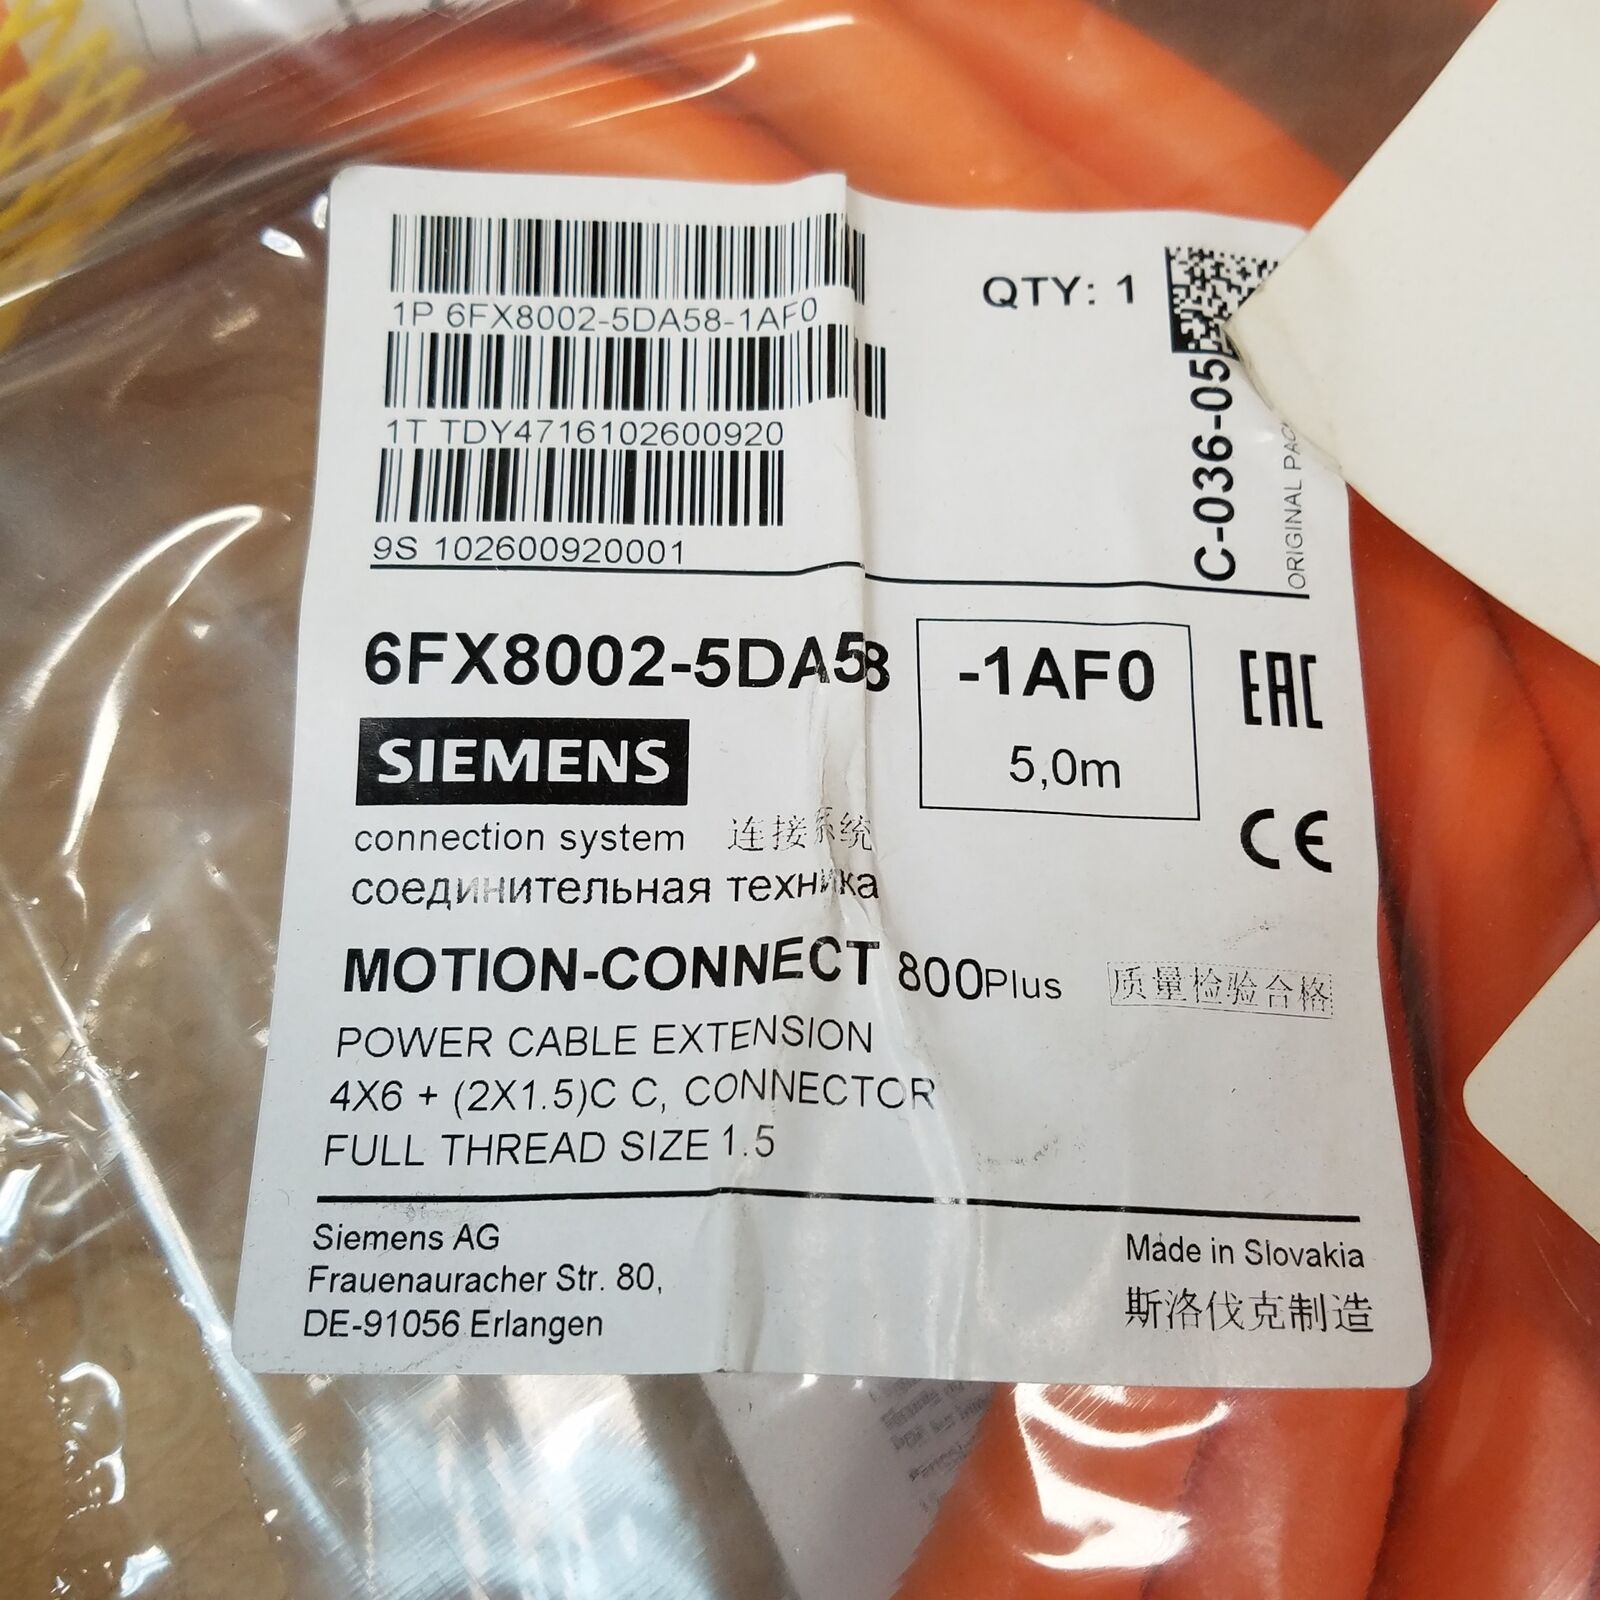 1P 6FX8002-5DA58-1AF0
QTY: 1
1T TDY4716102600920
9S 102600920001
C-036-05
ORIGINAL
6FX8002-5DA58
-1AF0
5,0m
EAC
SIEMENS
CE
connection system 连接系统
соединительная техника
MOTION-CONNECT 800Plus
质量检验合格
POWER CABLE EXTENSION
4X6 + (2X1.5)C C, CONNECTOR
FULL THREAD SIZE 1.5
Siemens AG
Frauenauracher Str. 80,
DE-91056 Erlangen
Made in Slovakia
斯洛伐克制造